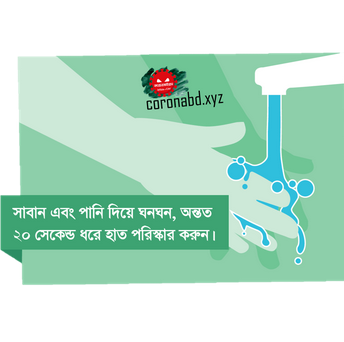 coronabd.xyz
সাবান এবং পানি দিয়ে ঘনঘন, অন্তত
২০ সেকেন্ড ধরে হাত পরিস্কার করুন।